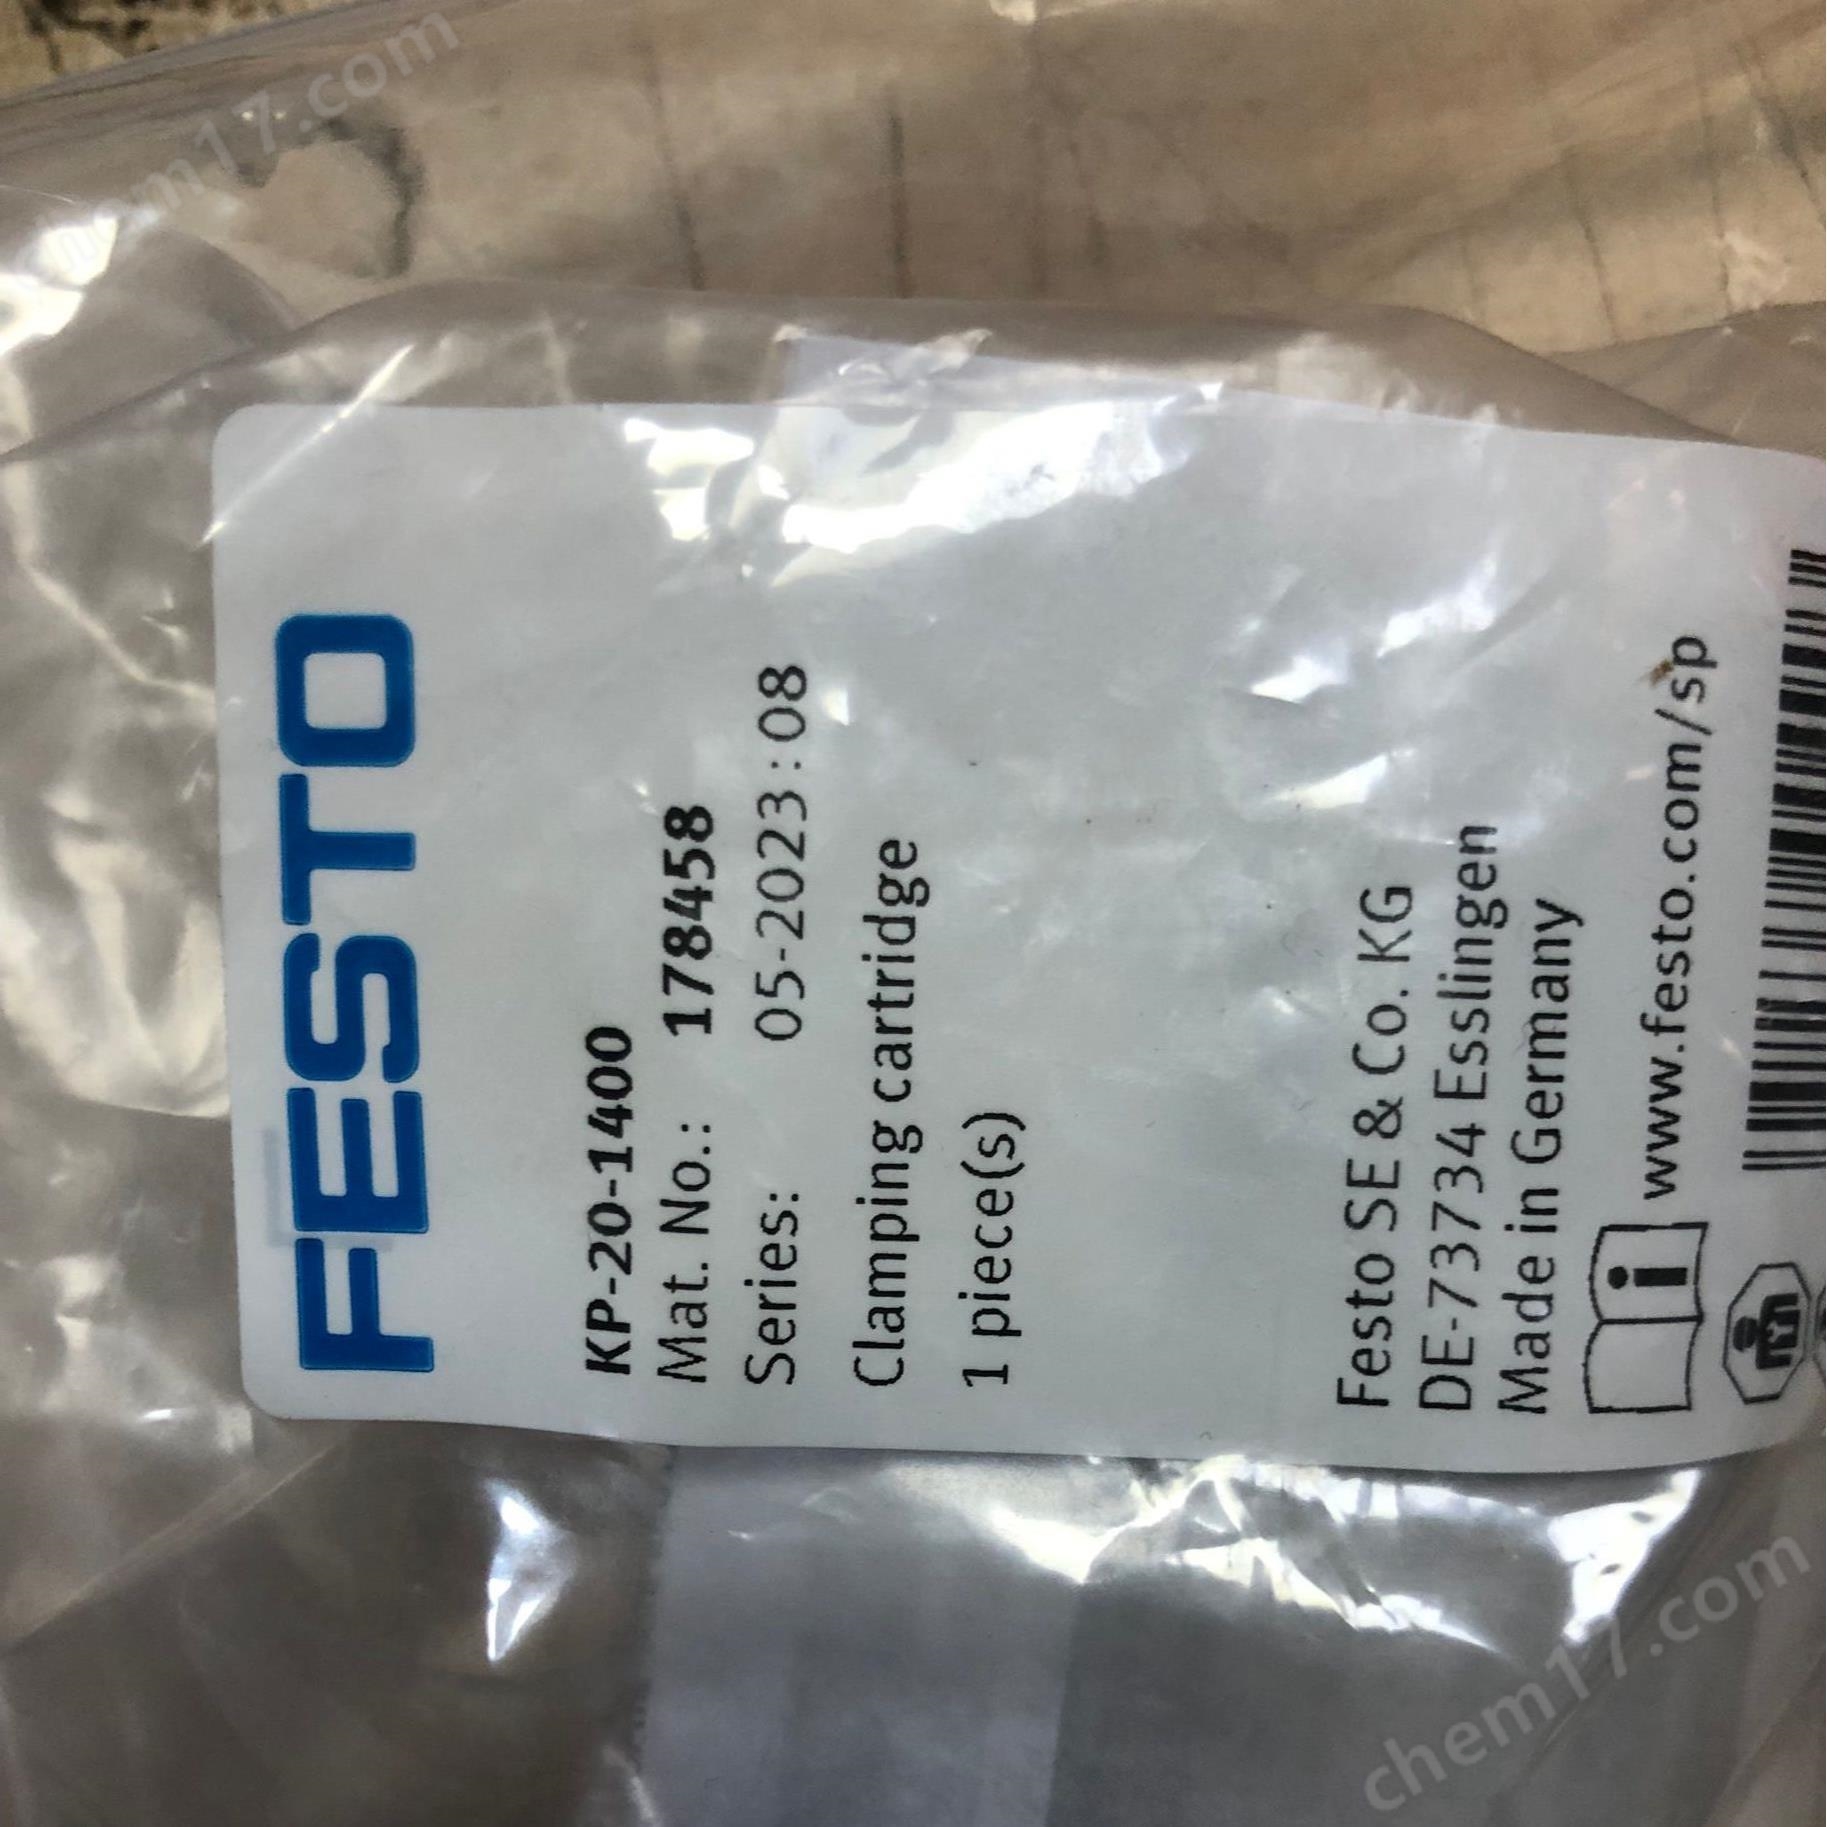 FESTO
KP-20-1400
Mat. No.: 178458
Series: 05-2023:08
Clamping cartridge
1 piece(s)
Festo SE & Co. KG
DE-73734 Esslingen
Made in Germany
i www.festo.com/sp
chem17.com
chem17.com